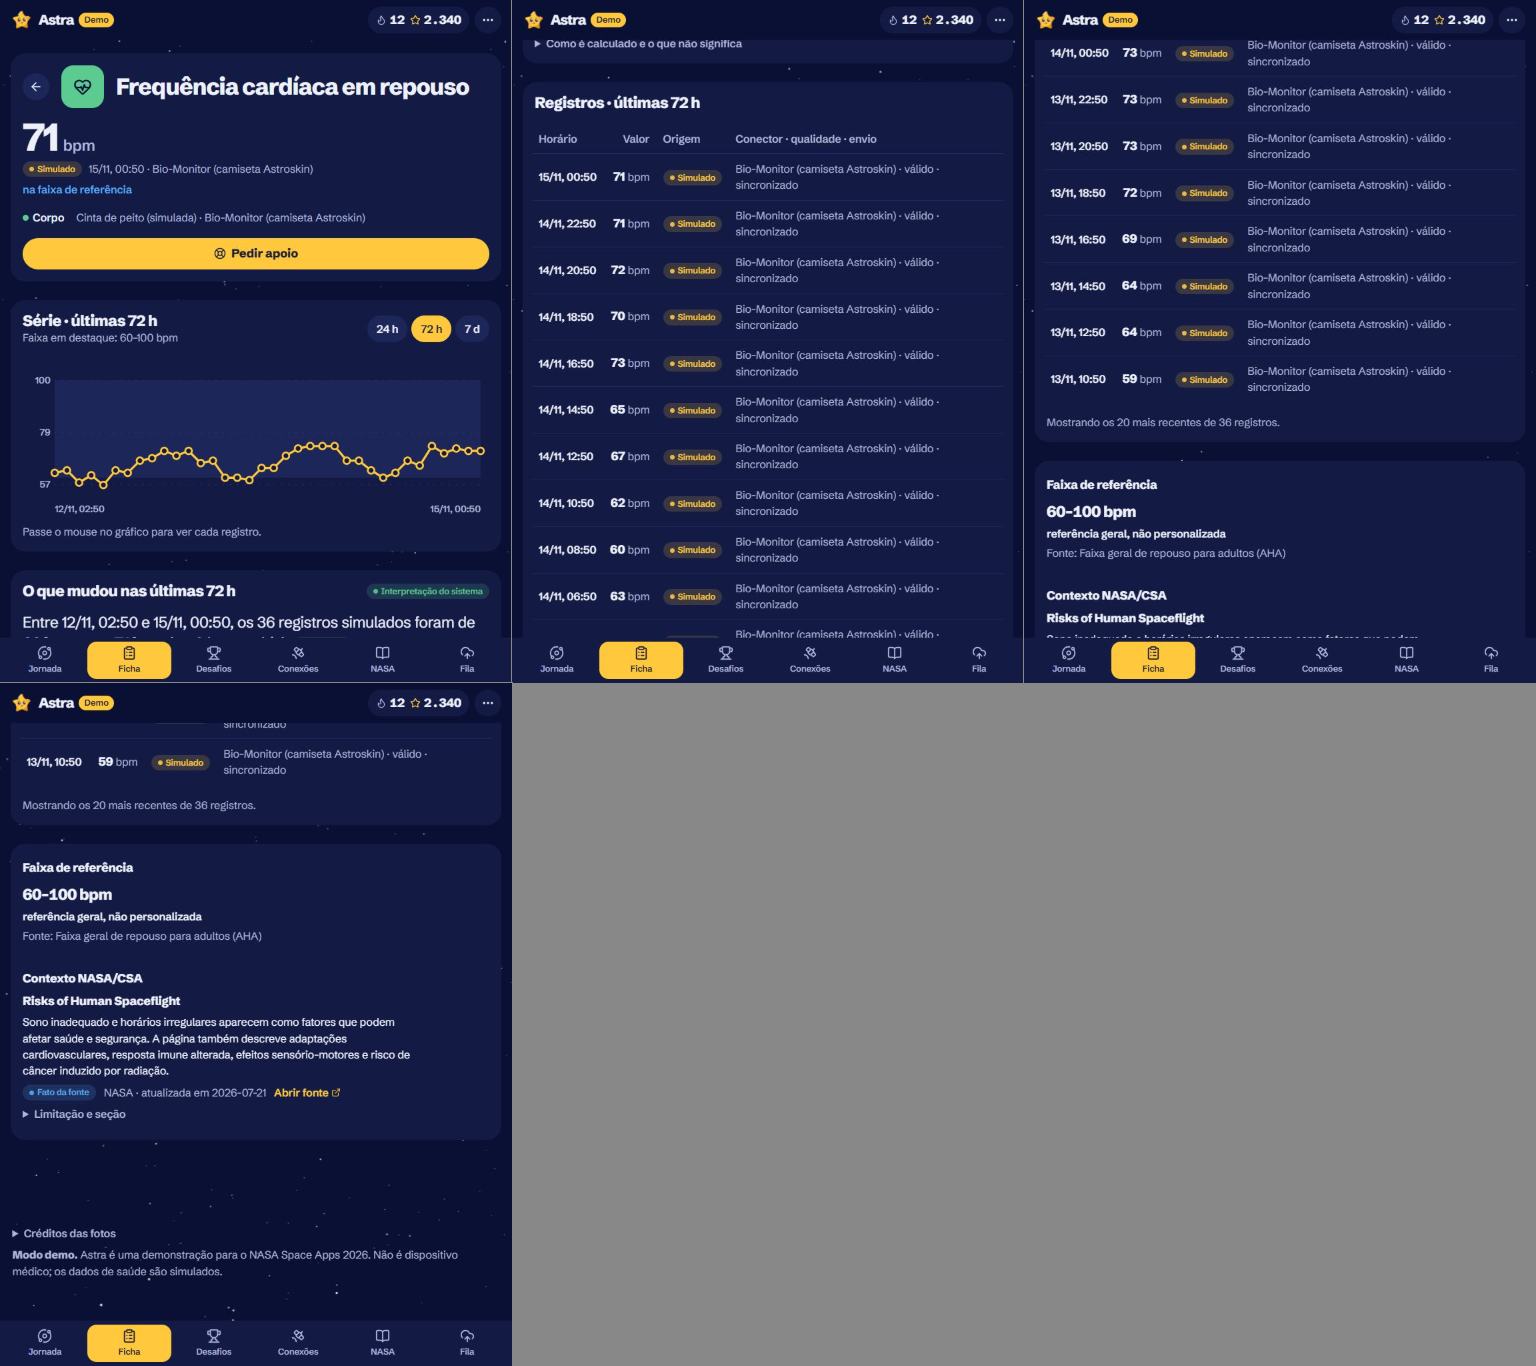 Astra Demo 12 2.340 ···
Frequência cardíaca em repouso
71 bpm
Simulado 15/11, 00:50 · Bio-Monitor (camiseta Astroskin)
na faixa de referência
Corpo Cinta de peito (simulada) · Bio-Monitor (camiseta Astroskin)
Pedir apoio
Série · últimas 72 h
Faixa em destaque: 60–100 bpm
24 h 72 h 7 d
100
79
57
12/11, 02:50 15/11, 00:50
Passe o mouse no gráfico para ver cada registro.
O que mudou nas últimas 72 h Interpretação do sistema
Entre 12/11, 02:50 e 15/11, 00:50, os 36 registros simulados foram de
Jornada Ficha Desafios Conexões NASA Fila
Astra Demo 12 2.340 ···
Como é calculado e o que não significa
Registros · últimas 72 h
Horário Valor Origem Conector · qualidade · envio
15/11, 00:50 71 bpm Simulado Bio-Monitor (camiseta Astroskin) · válido ·
sincronizado
14/11, 22:50 71 bpm Simulado Bio-Monitor (camiseta Astroskin) · válido ·
sincronizado
14/11, 20:50 72 bpm Simulado Bio-Monitor (camiseta Astroskin) · válido ·
sincronizado
14/11, 18:50 70 bpm Simulado Bio-Monitor (camiseta Astroskin) · válido ·
sincronizado
14/11, 16:50 73 bpm Simulado Bio-Monitor (camiseta Astroskin) · válido ·
sincronizado
14/11, 14:50 65 bpm Simulado Bio-Monitor (camiseta Astroskin) · válido ·
sincronizado
14/11, 12:50 67 bpm Simulado Bio-Monitor (camiseta Astroskin) · válido ·
sincronizado
14/11, 10:50 62 bpm Simulado Bio-Monitor (camiseta Astroskin) · válido ·
sincronizado
14/11, 08:50 60 bpm Simulado Bio-Monitor (camiseta Astroskin) · válido ·
sincronizado
14/11, 06:50 63 bpm Simulado Bio-Monitor (camiseta Astroskin) · válido ·
sincronizado
Bio-Monitor (camiseta Astroskin) · válido ·
Jornada Ficha Desafios Conexões NASA Fila
Astra Demo 12 2.340 ···
14/11, 00:50 73 bpm Simulado Bio-Monitor (camiseta Astroskin) · válido ·
sincronizado
13/11, 22:50 73 bpm Simulado Bio-Monitor (camiseta Astroskin) · válido ·
sincronizado
13/11, 20:50 73 bpm Simulado Bio-Monitor (camiseta Astroskin) · válido ·
sincronizado
13/11, 18:50 72 bpm Simulado Bio-Monitor (camiseta Astroskin) · válido ·
sincronizado
13/11, 16:50 69 bpm Simulado Bio-Monitor (camiseta Astroskin) · válido ·
sincronizado
13/11, 14:50 64 bpm Simulado Bio-Monitor (camiseta Astroskin) · válido ·
sincronizado
13/11, 12:50 64 bpm Simulado Bio-Monitor (camiseta Astroskin) · válido ·
sincronizado
13/11, 10:50 59 bpm Simulado Bio-Monitor (camiseta Astroskin) · válido ·
sincronizado
Mostrando os 20 mais recentes de 36 registros.
Faixa de referência
60–100 bpm
referência geral, não personalizada
Fonte: Faixa geral de repouso para adultos (AHA)
Contexto NASA/CSA
Risks of Human Spaceflight
Sono inadequado e horários irregulares aparecem como fatores que podem
Jornada Ficha Desafios Conexões NASA Fila
Astra Demo 12 2.340 ···
sincronizado
13/11, 10:50 59 bpm Simulado Bio-Monitor (camiseta Astroskin) · válido ·
sincronizado
Mostrando os 20 mais recentes de 36 registros.
Faixa de referência
60–100 bpm
referência geral, não personalizada
Fonte: Faixa geral de repouso para adultos (AHA)
Contexto NASA/CSA
Risks of Human Spaceflight
Sono inadequado e horários irregulares aparecem como fatores que podem
afetar saúde e segurança. A página também descreve adaptações
cardiovasculares, resposta imune alterada, efeitos sensório-motores e risco de
câncer induzido por radiação.
Fato da fonte NASA · atualizada em 2026-07-21 Abrir fonte
Limitação e seção
Créditos das fotos
Modo demo. Astra é uma demonstração para o NASA Space Apps 2026. Não é dispositivo
médico; os dados de saúde são simulados.
Jornada Ficha Desafios Conexões NASA Fila